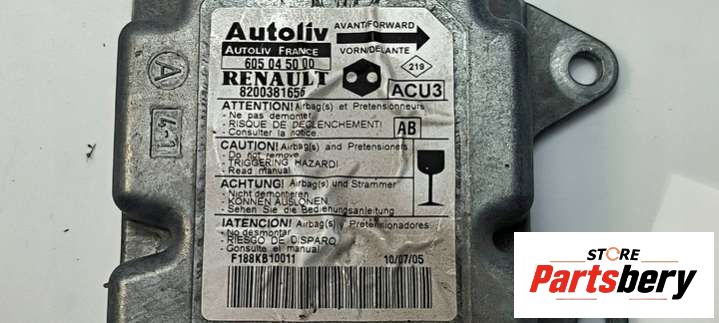 Autoliv
AVANT/FORWARD
AUTOLIV FRANCE
VORN/DELANTE
605 04 50 00
219
RENAULT
ACU3
8200381656
ATTENTION! Airbag(s) et Pretensionneurs
- Ne pas demonter
- RISQUE DE DECLENCHEMENT!
- Consulter la notice.
AB
CAUTION! Airbag(s) and Pretensioners
- Do not remove
- TRIGGERING HAZARD!
- Read manual
ACHTUNG! Airbag(s) und Strammer
- Nicht demontieren
- KONNEN AUSLOSEN
- Sehen Sie die Bedienungsanleitung
!ATENCION! Airbag(s) y Pretensionadores
- No desmontar
- RIESGO DE DISPARO
- Consulte el manual
F188KB10011
10/07/05
A
STORE
Partsbery